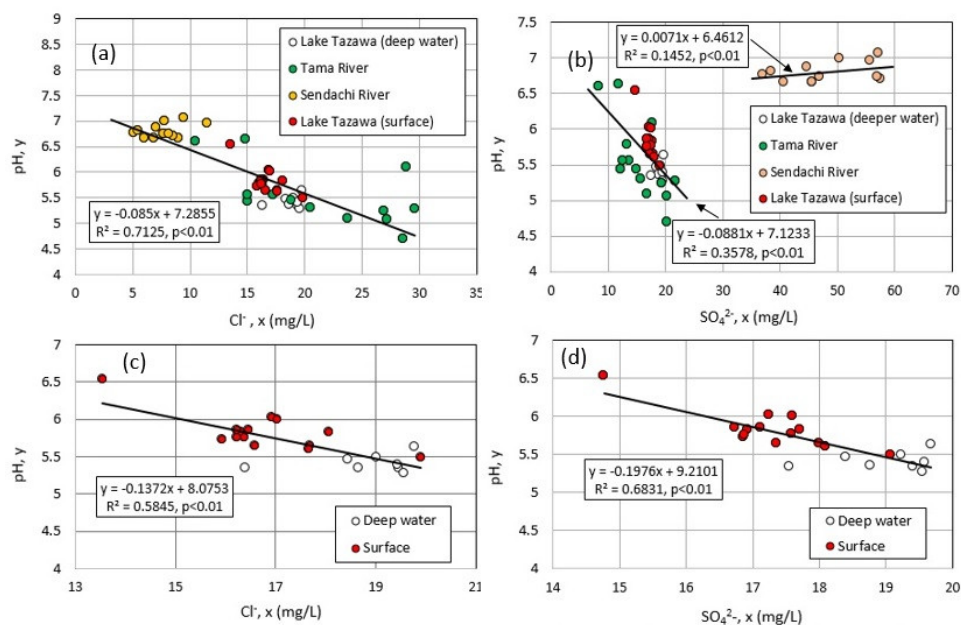 (a)
Lake Tazawa (deep water)
Tama River
Sendachi River
Lake Tazawa (surface)
y = -0.085x + 7.2855
R² = 0.7125, p<0.01
pH, y
9
8.5
8
7.5
7
6.5
6
5.5
5
4.5
4
0
5
10
15
20
25
30
35
Cl⁻, x (mg/L)
(b)
y = 0.0071x + 6.4612
R² = 0.1452, p<0.01
Lake Tazawa (deeper water)
Tama River
Sendachi River
Lake Tazawa (surface)
y = -0.0881x + 7.1233
R² = 0.3578, p<0.01
pH, y
7.5
7
6.5
6
5.5
5
4.5
4
0
10
20
30
40
50
60
70
SO₄²⁻, x (mg/L)
(c)
y = -0.1372x + 8.0753
R² = 0.5845, p<0.01
Deep water
Surface
pH, y
7
6.5
6
5.5
5
4.5
4
13
15
17
19
21
Cl⁻, x (mg/L)
(d)
y = -0.1976x + 9.2101
R² = 0.6831, p<0.01
Deep water
Surface
pH, y
7
6.5
6
5.5
5
4.5
4
14
15
16
17
18
19
20
SO₄²⁻, x (mg/L)